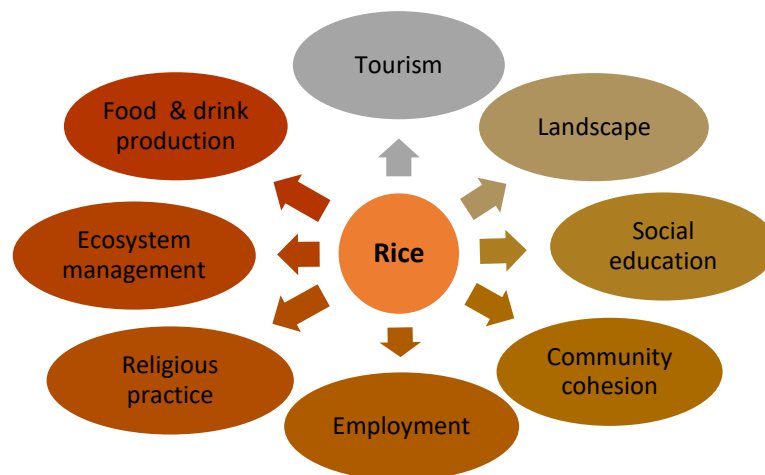 Tourism
Food & drink
production
Landscape
Ecosystem
management
Rice
Social
education
Religious
practice
Community
cohesion
Employment